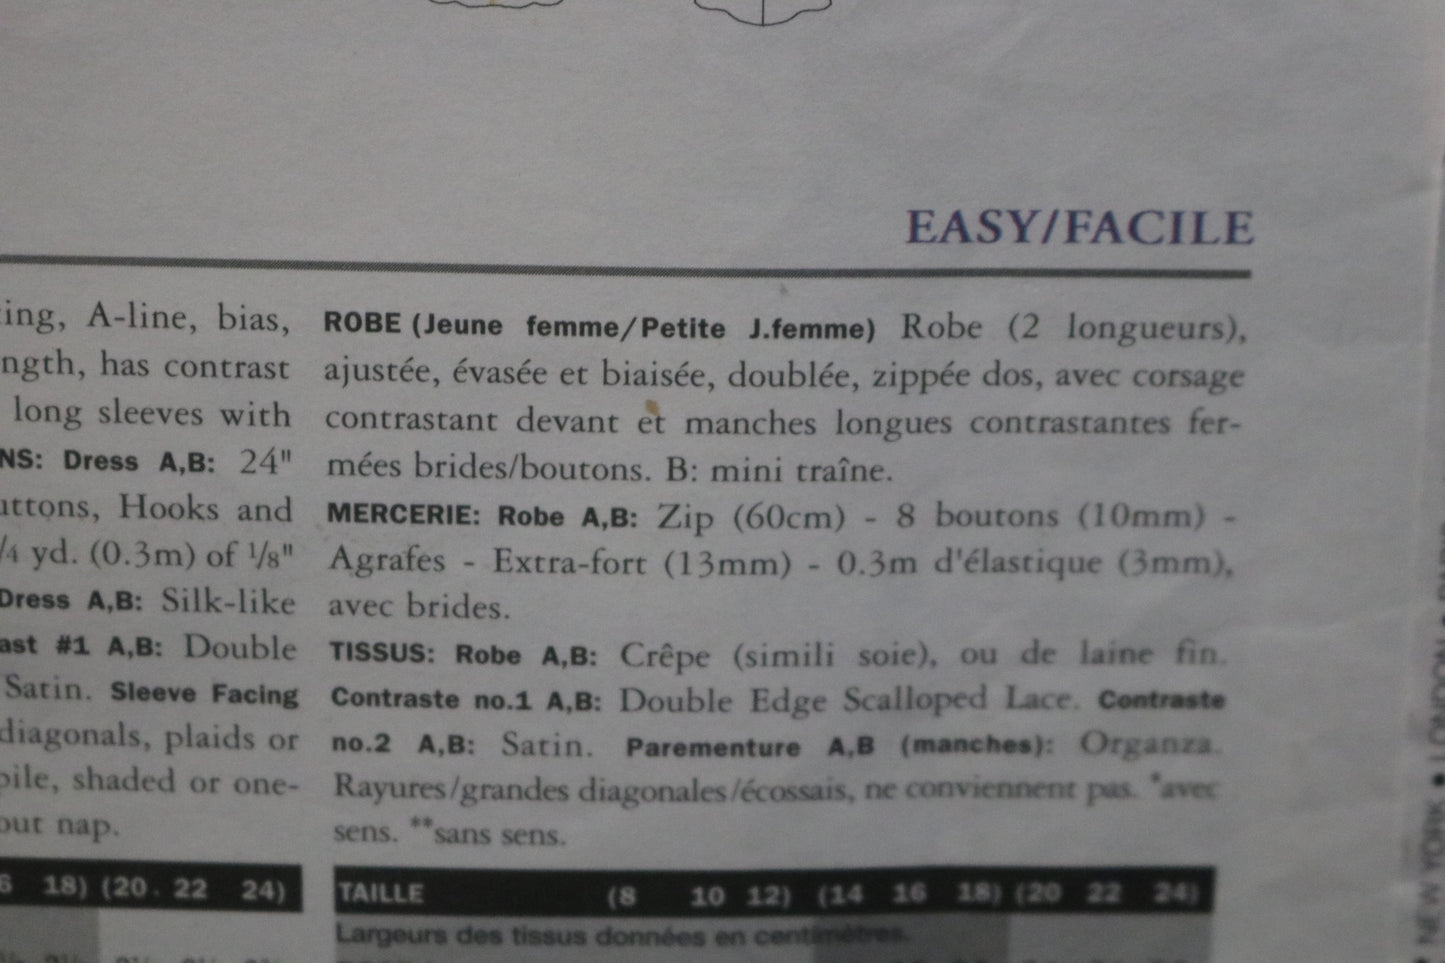 EASY/FACILE
ing, A-line, bias,
ngth, has contrast
long sleeves with
NS: Dress A,B: 24"
uttons, Hooks and
/4 yd. (0.3m) of 1/8"
Dress A,B: Silk-like
ast #1 A,B: Double
Satin. Sleeve Facing
diagonals, plaids or
pile, shaded or one-
out nap.
6 18) (20 . 22 24)
ROBE (Jeune femme/Petite J.femme) Robe (2 longueurs),
ajustée, évasée et biaisée, doublée, zippée dos, avec corsage
contrastant devant et manches longues contrastantes fer-
mées brides/boutons. B: mini traîne.
MERCERIE: Robe A,B: Zip (60cm) - 8 boutons (10mm) -
Agrafes - Extra-fort (13mm) - 0.3m d'élastique (3mm),
avec brides.
TISSUS: Robe A,B: Crêpe (simili soie), ou de laine fin.
Contraste no.1 A,B: Double Edge Scalloped Lace. Contraste
no.2 A,B: Satin. Parementure A,B (manches): Organza.
Rayures/grandes diagonales/écossais, ne conviennent pas. *avec
sens. **sans sens.
TAILLE (8 10 12) (14 16 18) (20 22 24)
Largeurs des tissus données en centimètres.
• NEW YORK • LONDON •